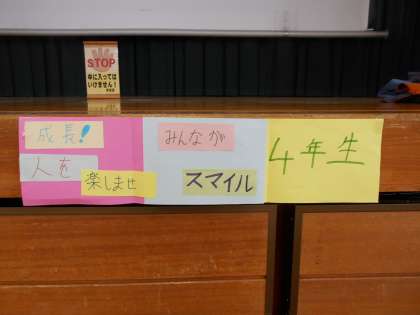 STOP
中に入っては
いけません!
成長!
人を
楽しませ
みんなが
スマイル
4年生